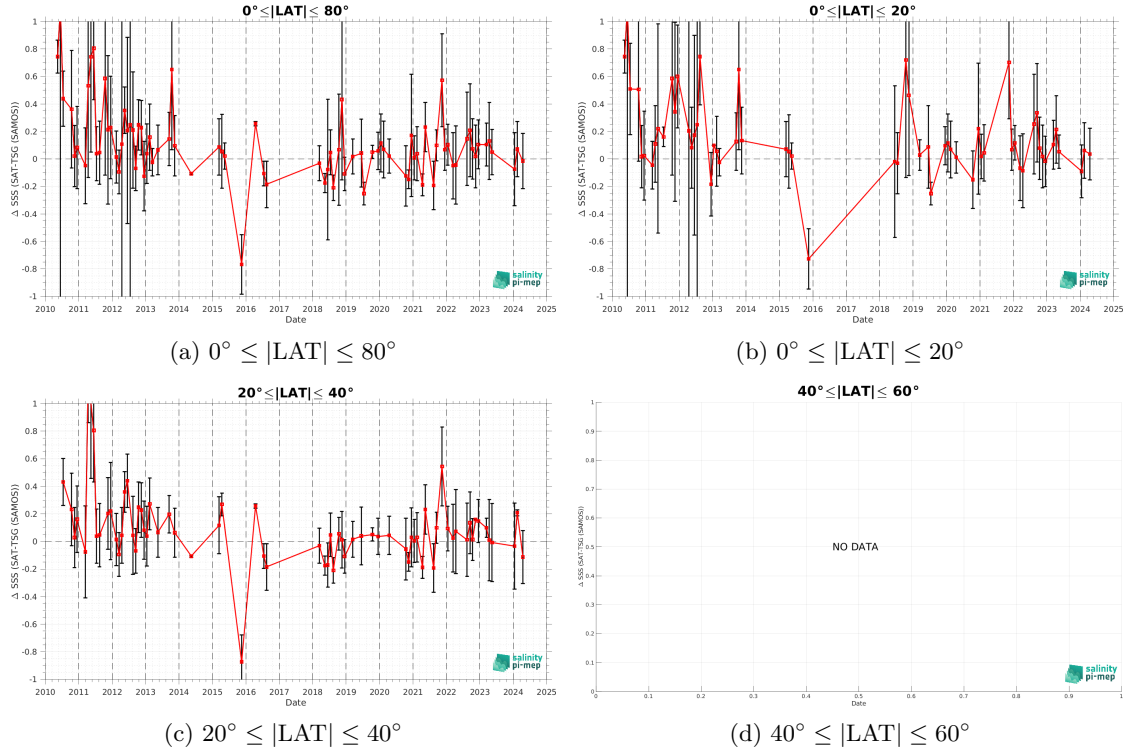 0°≤|LAT|≤ 80°
Δ SSS (SAT-TSG (SAMOS))
1
0.8
0.6
0.4
0.2
0
-0.2
-0.4
-0.6
-0.8
-1
2010 2011 2012 2013 2014 2015 2016 2017 2018 2019 2020 2021 2022 2023 2024 2025
Date
salinity
pi-mep
(a) 0° ≤ |LAT| ≤ 80°
0°≤|LAT|≤ 20°
Δ SSS (SAT-TSG (SAMOS))
1
0.8
0.6
0.4
0.2
0
-0.2
-0.4
-0.6
-0.8
-1
2010 2011 2012 2013 2014 2015 2016 2017 2018 2019 2020 2021 2022 2023 2024 2025
Date
salinity
pi-mep
(b) 0° ≤ |LAT| ≤ 20°
20°≤|LAT|≤ 40°
Δ SSS (SAT-TSG (SAMOS))
1
0.8
0.6
0.4
0.2
0
-0.2
-0.4
-0.6
-0.8
-1
2010 2011 2012 2013 2014 2015 2016 2017 2018 2019 2020 2021 2022 2023 2024 2025
Date
salinity
pi-mep
(c) 20° ≤ |LAT| ≤ 40°
40°≤|LAT|≤ 60°
Δ SSS (SAT-TSG (SAMOS))
1
0.9
0.8
0.7
0.6
0.5
0.4
0.3
0.2
0.1
0
NO DATA
0 0.1 0.2 0.3 0.4 0.5 0.6 0.7 0.8 0.9 1
Date
salinity
pi-mep
(d) 40° ≤ |LAT| ≤ 60°